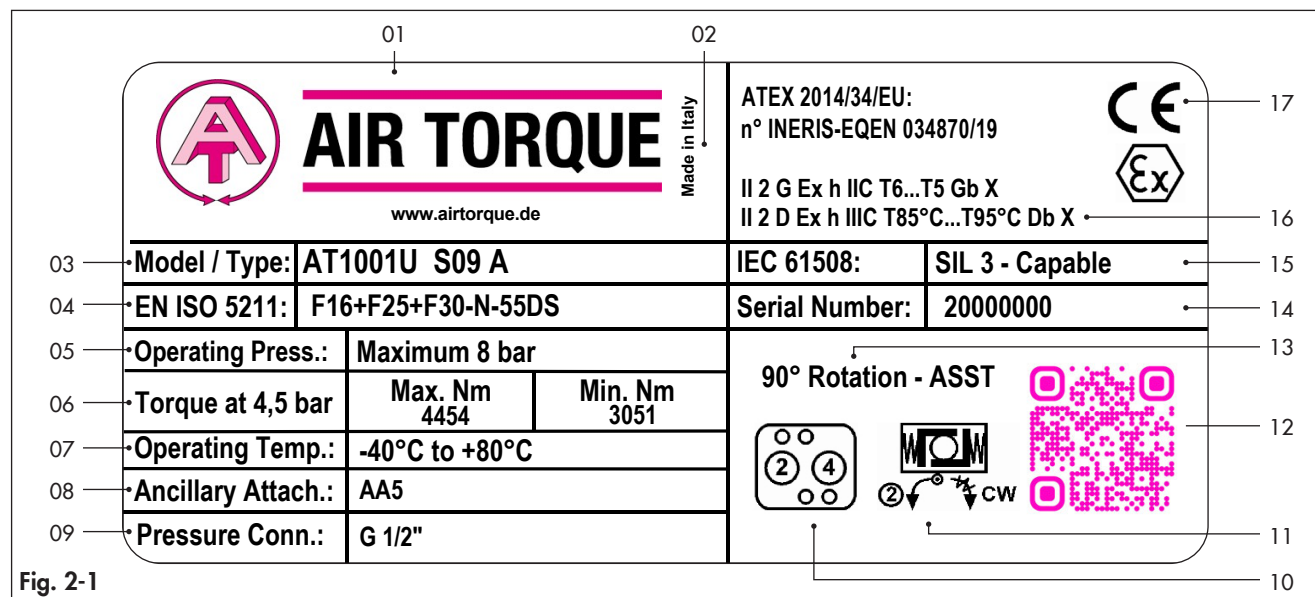 01
02
AT
AIR TORQUE
Made in Italy
www.airtorque.de
ATEX 2014/34/EU:
n° INERIS-EQEN 034870/19
CE
17
II 2 G Ex h IIC T6...T5 Gb X
Ex
II 2 D Ex h IIIC T85°C...T95°C Db X
16
03
Model / Type: AT1001U S09 A
IEC 61508: SIL 3 - Capable
15
04
EN ISO 5211: F16+F25+F30-N-55DS
Serial Number: 20000000
14
05
Operating Press.: Maximum 8 bar
13
90° Rotation - ASST
06
Torque at 4,5 bar
Max. Nm
4454
Min. Nm
3051
12
07
Operating Temp.: -40°C to +80°C
2 4
08
Ancillary Attach.: AA5
2 CW
09
Pressure Conn.: G 1/2"
11
10
Fig. 2-1